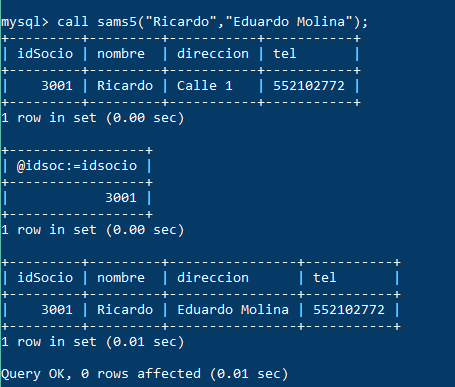 mysql> call sams5("Ricardo","Eduardo Molina");
+---------+---------+-----------+-----------+
| idSocio | nombre  | direccion | tel       |
+---------+---------+-----------+-----------+
|    3001 | Ricardo | Calle 1   | 552102772 |
+---------+---------+-----------+-----------+
1 row in set (0.00 sec)

+-----------------+
| @idsoc:=idsocio |
+-----------------+
|            3001 |
+-----------------+
1 row in set (0.00 sec)

+---------+---------+----------------+-----------+
| idSocio | nombre  | direccion      | tel       |
+---------+---------+----------------+-----------+
|    3001 | Ricardo | Eduardo Molina | 552102772 |
+---------+---------+----------------+-----------+
1 row in set (0.01 sec)

Query OK, 0 rows affected (0.01 sec)